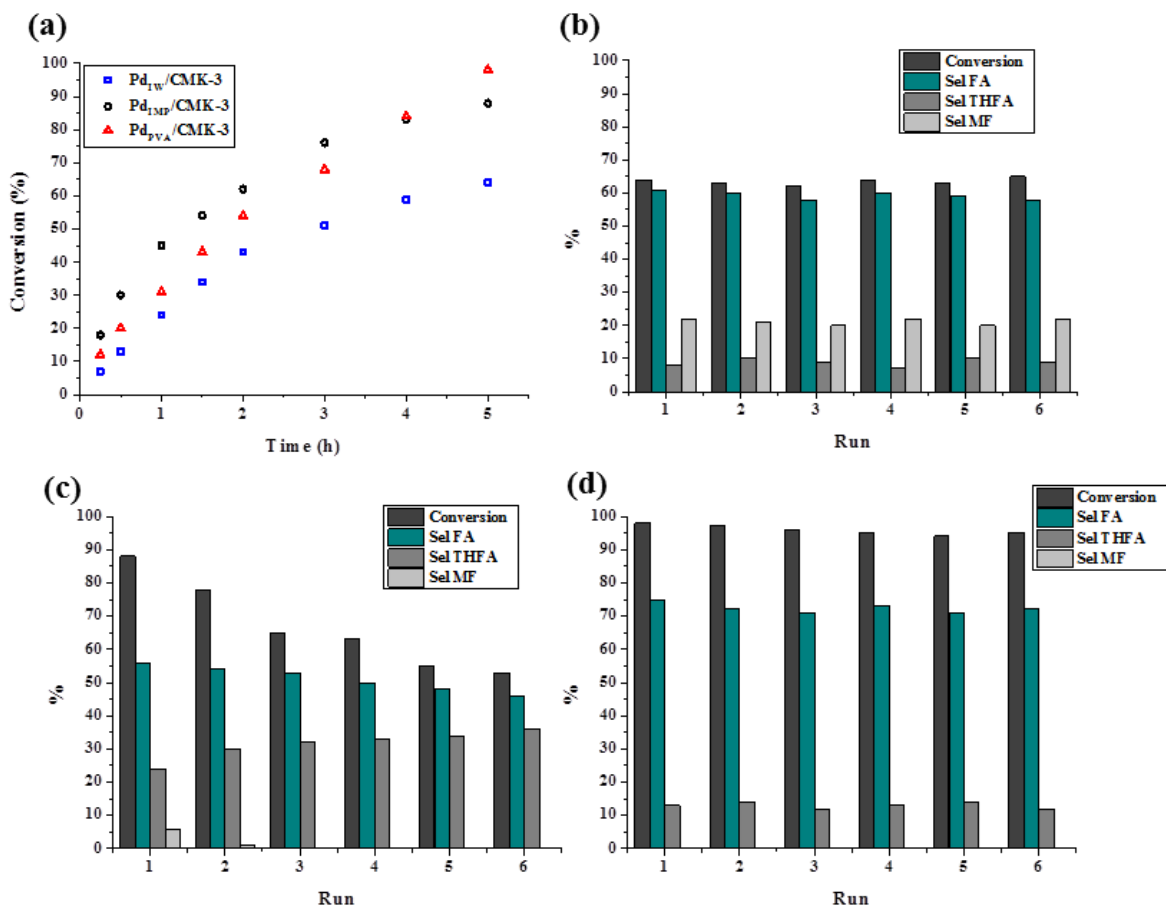 (a)
100
90
80
70
60
50
40
30
20
10
0
Conversion (%)
Pd_IW/CMK-3
Pd_IMP/CMK-3
Pd_PVA/CMK-3
0 1 2 3 4 5
Time (h)
(b)
100
90
80
70
60
50
40
30
20
10
0
%
Conversion
Sel FA
Sel THFA
Sel MF
1 2 3 4 5 6
Run
(c)
100
90
80
70
60
50
40
30
20
10
0
%
Conversion
Sel FA
Sel THFA
Sel MF
1 2 3 4 5 6
Run
(d)
100
90
80
70
60
50
40
30
20
10
0
%
Conversion
Sel FA
Sel THFA
Sel MF
1 2 3 4 5 6
Run